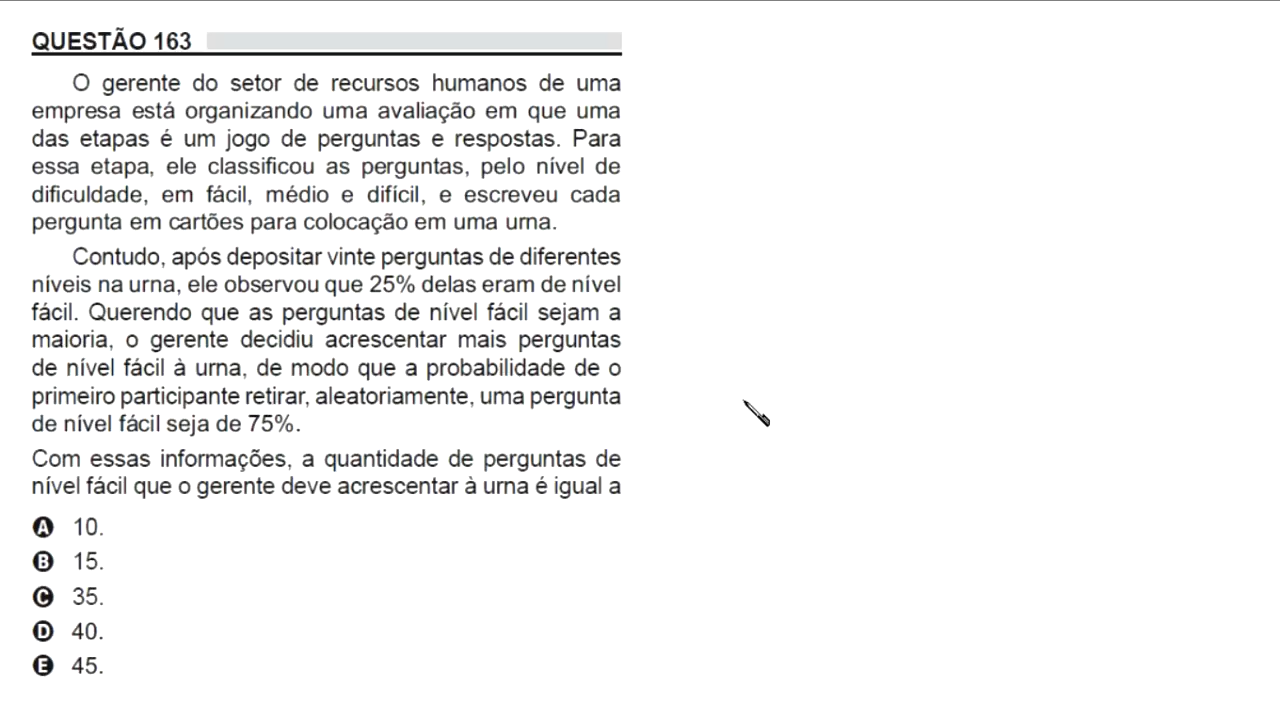 QUESTÃO 163
O gerente do setor de recursos humanos de uma
empresa está organizando uma avaliação em que uma
das etapas é um jogo de perguntas e respostas. Para
essa etapa, ele classificou as perguntas, pelo nível de
dificuldade, em fácil, médio e difícil, e escreveu cada
pergunta em cartões para colocação em uma urna.
Contudo, após depositar vinte perguntas de diferentes
níveis na urna, ele observou que 25% delas eram de nível
fácil. Querendo que as perguntas de nível fácil sejam a
maioria, o gerente decidiu acrescentar mais perguntas
de nível fácil à urna, de modo que a probabilidade de o
primeiro participante retirar, aleatoriamente, uma pergunta
de nível fácil seja de 75%.
Com essas informações, a quantidade de perguntas de
nível fácil que o gerente deve acrescentar à urna é igual a
A 10.
B 15.
C 35.
D 40.
E 45.